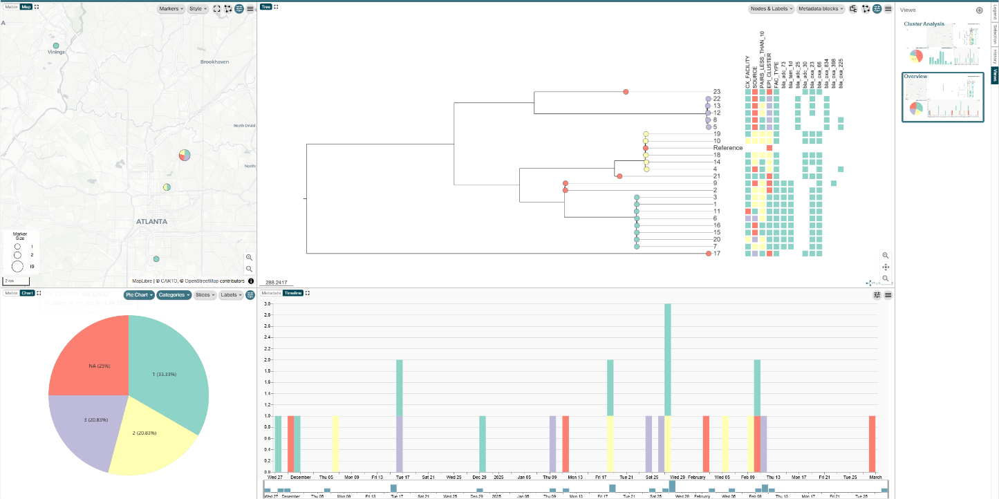 Matrix Map
Markers Style
A
Vinings
Brookhaven
North Druid
North
ATLANTA
Marker
Size
1
2
19
2 km
MapLibre | © CARTO, © OpenStreetMap contributors
Tree
Nodes & Labels Metadata blocks
CX_FACILITY
SOURCE
PAIRS_LESS_THAN_10
EPI_CLUSTER
FAC_TYPE
bla_adc_73
bla_tem_1d
bla_adc_25
bla_adc_30
bla_oxa_23
bla_oxa_66
bla_oxa_834
bla_oxa_398
bla_oxa_225
23
22
13
12
8
5
19
10
Reference
18
14
4
21
9
2
3
1
11
6
16
15
20
7
17
288.2417
Views
Cluster Analysis
Overview
Legend
Selection
History
Views
Matrix Chart
Pie Chart Categories Slices Labels
NA (25%)
1 (33.33%)
3 (20.83%)
2 (20.83%)
Metadata Timeline
3.0
2.8
2.6
2.4
2.2
2.0
1.8
1.6
1.4
1.2
1.0
0.8
0.6
0.4
0.2
0.0
Wed 27 December Thu 05 Mon 09 Fri 13 Tue 17 Sat 21 Wed 25 Dec 29 2025 Jan 05 Thu 09 Mon 13 Fri 17 Tue 21 Sat 25 Wed 29 February Wed 05 Feb 09 Thu 13 Mon 17 Fri 21 Tue 25 March
Wed 27 December Thu 05 Mon 09 Fri 13 Tue 17 Sat 21 Wed 25 Dec 29 2025 Jan 05 Thu 09 Mon 13 Fri 17 Tue 21 Sat 25 Wed 29 February Wed 05 Feb 09 Thu 13 Mon 17 Fri 21 Tue 25